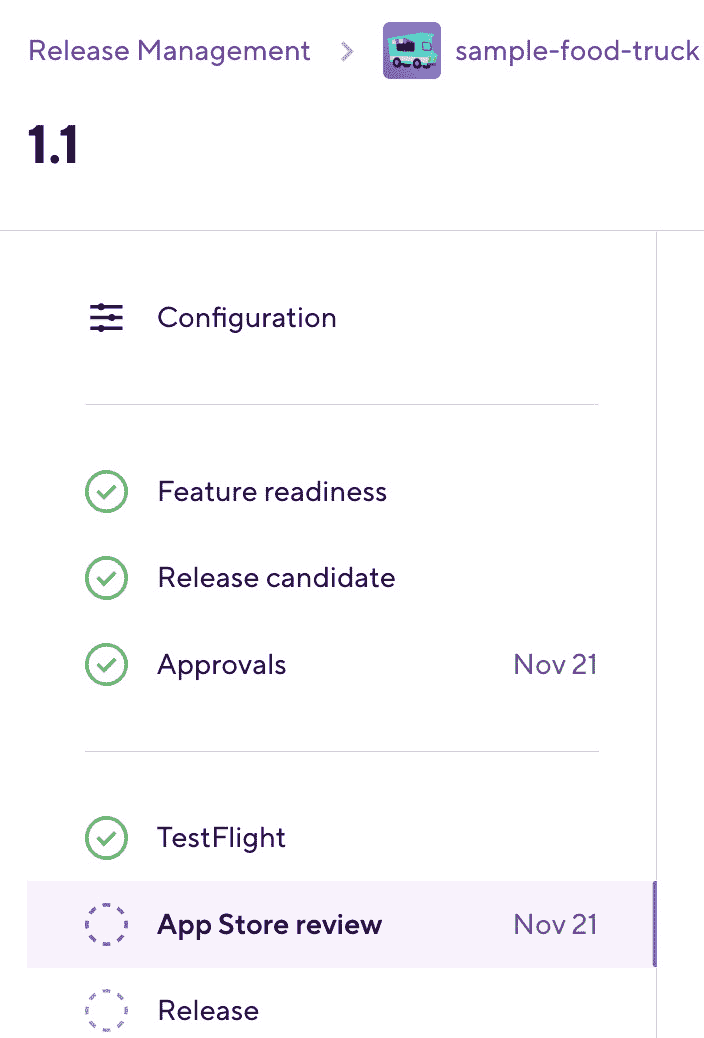 Release Management > sample-food-truck
1.1
Configuration
Feature readiness
Release candidate
Approvals Nov 21
TestFlight
App Store review Nov 21
Release